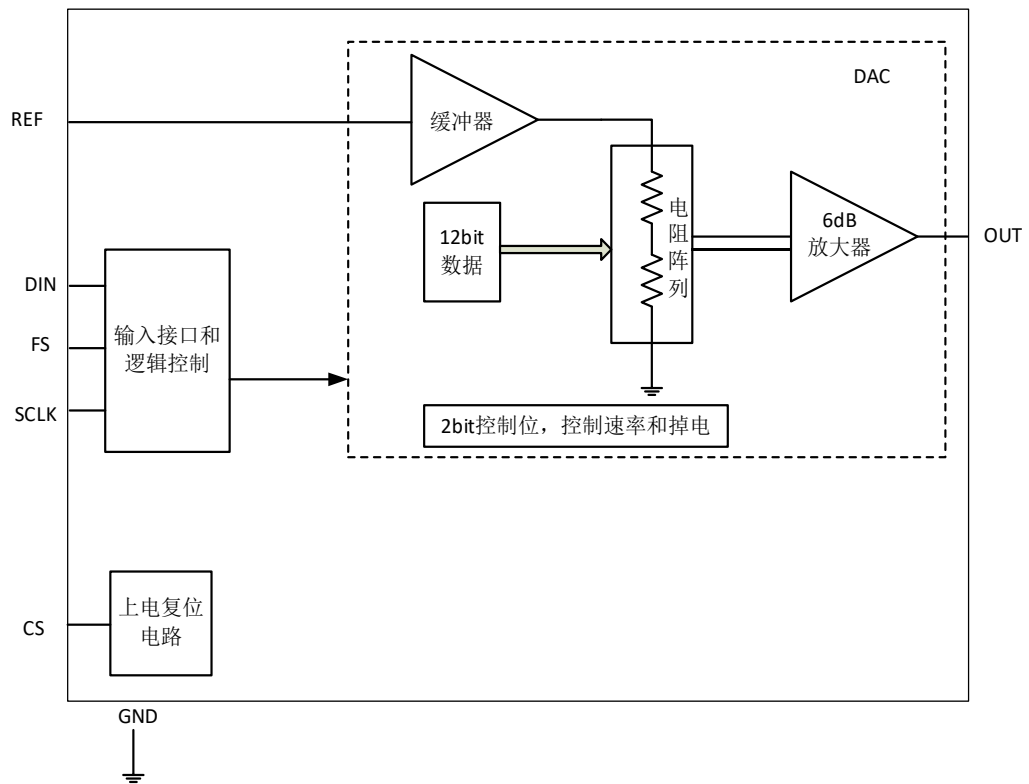 DAC
REF
缓冲器
电
阻
阵
列
12bit
数据
6dB
放大器
OUT
DIN
FS
SCLK
输入接口和
逻辑控制
2bit控制位，控制速率和掉电
CS
上电复位
电路
GND